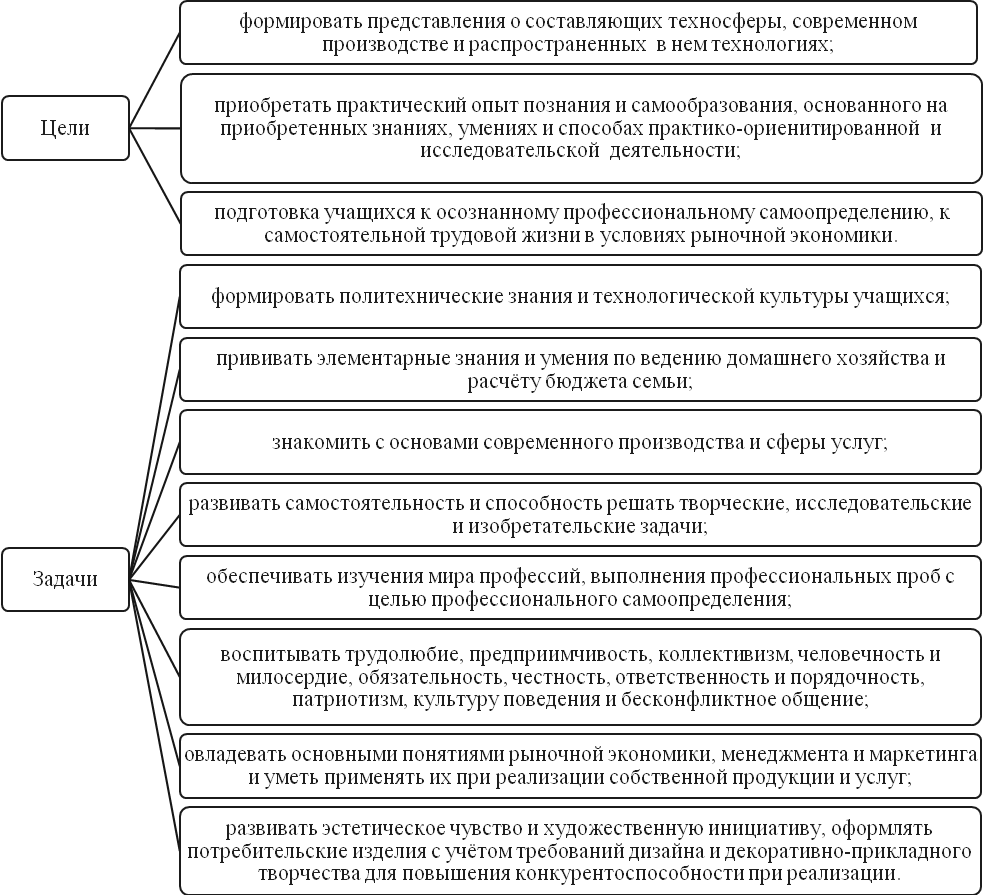 формировать представления о составляющих техносферы, современном
производстве и распространенных в нем технологиях;
Цели
приобретать практический опыт познания и самообразования, основанного на
приобретенных знаниях, умениях и способах практико-ориенитированной и
исследовательской деятельности;
подготовка учащихся к осознанному профессиональному самоопределению, к
самостоятельной трудовой жизни в условиях рыночной экономики.
формировать политехнические знания и технологической культуры учащихся;
прививать элементарные знания и умения по ведению домашнего хозяйства и
расчёту бюджета семьи;
знакомить с основами современного производства и сферы услуг;
развивать самостоятельность и способность решать творческие, исследовательские
и изобретательские задачи;
Задачи
обеспечивать изучения мира профессий, выполнения профессиональных проб с
целью профессионального самоопределения;
воспитывать трудолюбие, предприимчивость, коллективизм, человечность и
милосердие, обязательность, честность, ответственность и порядочность,
патриотизм, культуру поведения и бесконфликтное общение;
овладевать основными понятиями рыночной экономики, менеджмента и маркетинга
и уметь применять их при реализации собственной продукции и услуг;
развивать эстетическое чувство и художественную инициативу, оформлять
потребительские изделия с учётом требований дизайна и декоративно-прикладного
творчества для повышения конкурентоспособности при реализации.